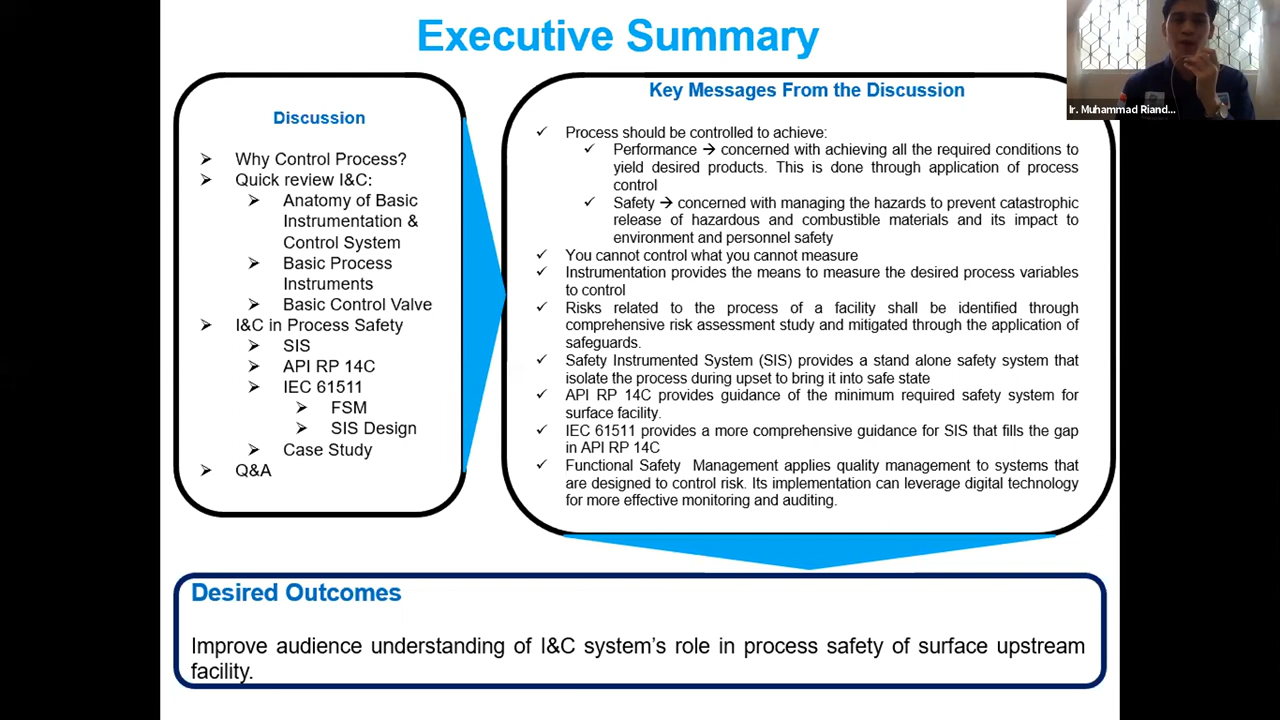 Executive Summary
Discussion
Why Control Process?
Quick review I&C:
Anatomy of Basic
Instrumentation &
Control System
Basic Process
Instruments
Basic Control Valve
I&C in Process Safety
SIS
API RP 14C
IEC 61511
FSM
SIS Design
Case Study
Q&A
Key Messages From the Discussion
Process should be controlled to achieve:
Performance → concerned with achieving all the required conditions to
yield desired products. This is done through application of process
control
Safety → concerned with managing the hazards to prevent catastrophic
release of hazardous and combustible materials and its impact to
environment and personnel safety
You cannot control what you cannot measure
Instrumentation provides the means to measure the desired process variables
to control
Risks related to the process of a facility shall be identified through
comprehensive risk assessment study and mitigated through the application of
safeguards.
Safety Instrumented System (SIS) provides a stand alone safety system that
isolate the process during upset to bring it into safe state
API RP 14C provides guidance of the minimum required safety system for
surface facility.
IEC 61511 provides a more comprehensive guidance for SIS that fills the gap
in API RP 14C
Functional Safety Management applies quality management to systems that
are designed to control risk. Its implementation can leverage digital technology
for more effective monitoring and auditing.
Ir. Muhammad Riand...
Desired Outcomes
Improve audience understanding of I&C system's role in process safety of surface upstream
facility.